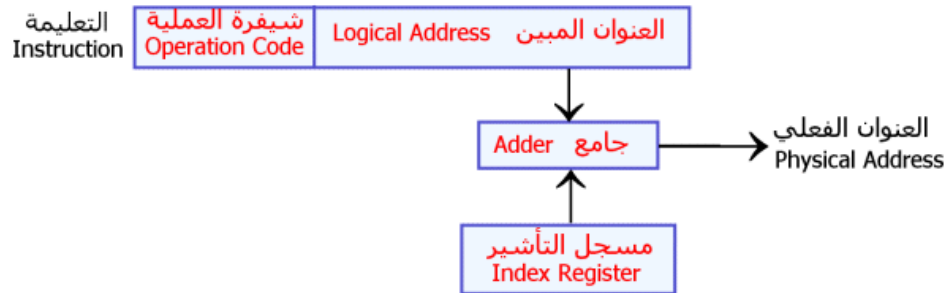 التعليمة
Instruction
شيفرة العملية
Operation Code
Logical Address العنوان المبين
Adder جامع
العنوان الفعلي
Physical Address
مسجل التأشير
Index Register